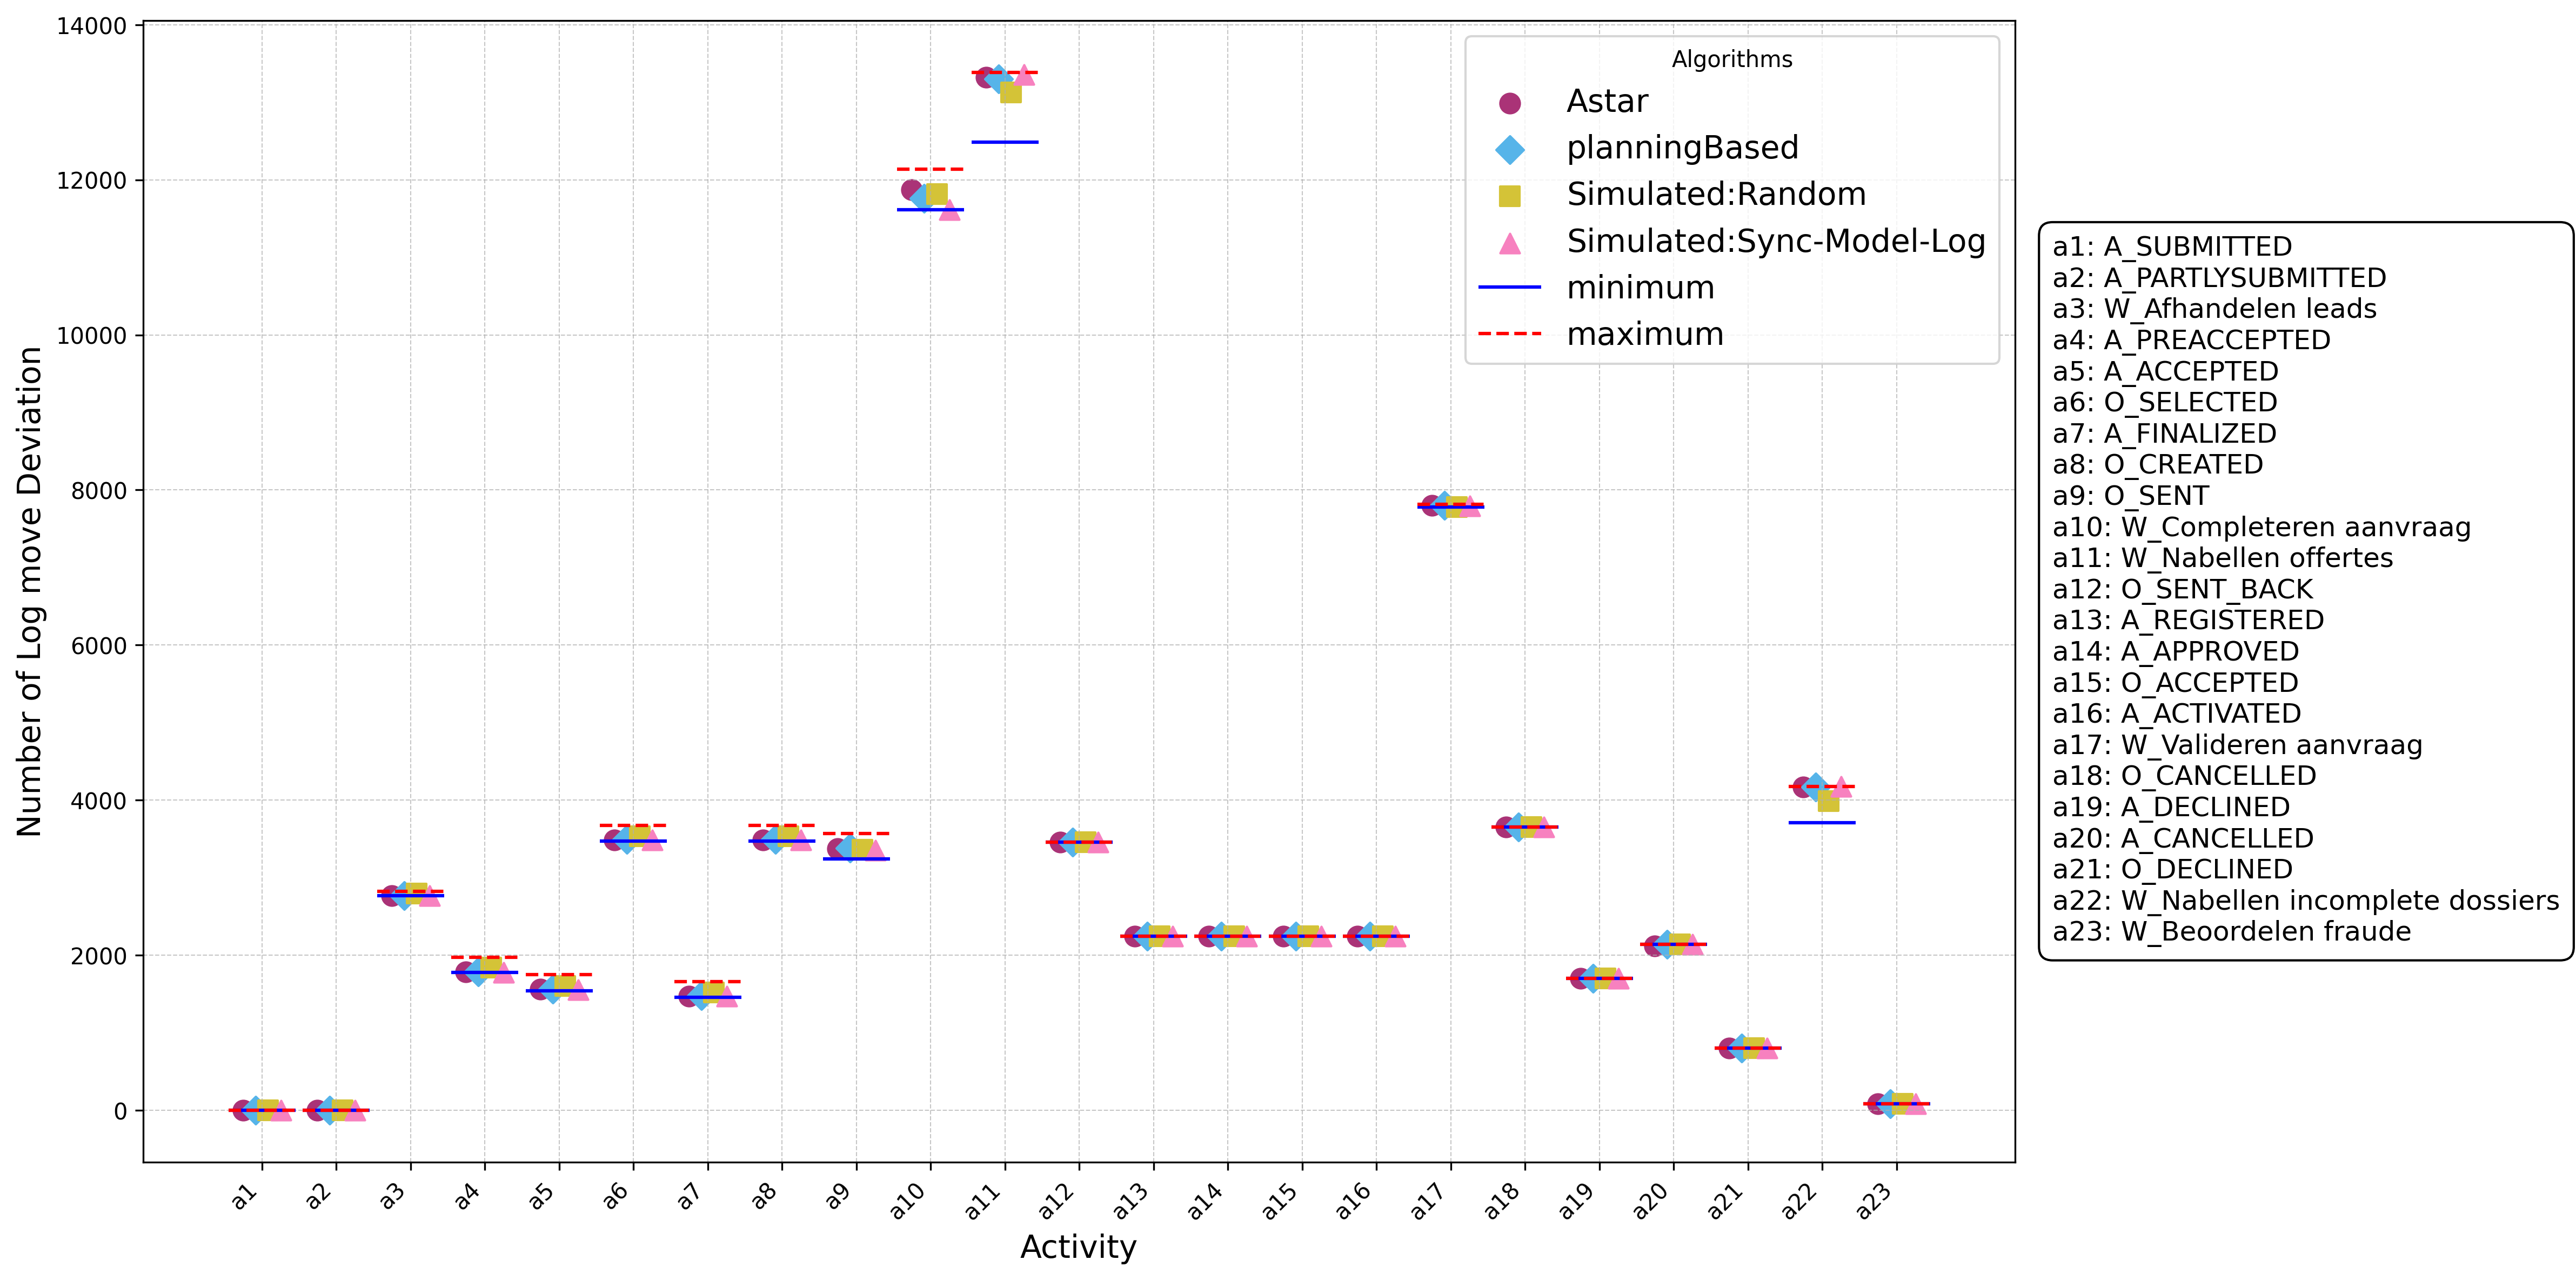 14000
12000
10000
8000
6000
4000
2000
0
Number of Log move Deviation
Algorithms
Astar
planningBased
Simulated:Random
Simulated:Sync-Model-Log
minimum
maximum
a1: A_SUBMITTED
a2: A_PARTLYSUBMITTED
a3: W_Afhandelen leads
a4: A_PREACCEPTED
a5: A_ACCEPTED
a6: O_SELECTED
a7: A_FINALIZED
a8: O_CREATED
a9: O_SENT
a10: W_Completeren aanvraag
a11: W_Nabellen offertes
a12: O_SENT_BACK
a13: A_REGISTERED
a14: A_APPROVED
a15: O_ACCEPTED
a16: A_ACTIVATED
a17: W_Valideren aanvraag
a18: O_CANCELLED
a19: A_DECLINED
a20: A_CANCELLED
a21: O_DECLINED
a22: W_Nabellen incomplete dossiers
a23: W_Beoordelen fraude
a1 a2 a3 a4 a5 a6 a7 a8 a9 a10 a11 a12 a13 a14 a15 a16 a17 a18 a19 a20 a21 a22 a23
Activity